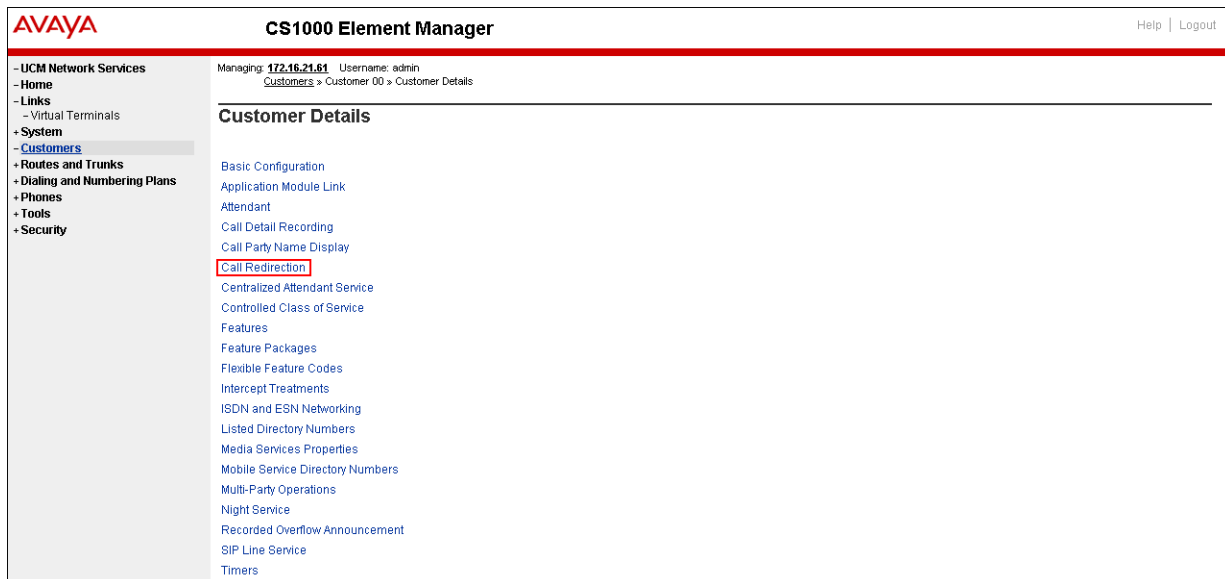 AVAYA
CS1000 Element Manager
Help | Logout
- UCM Network Services
- Home
- Links
- Virtual Terminals
+ System
- Customers
+ Routes and Trunks
+ Dialing and Numbering Plans
+ Phones
+ Tools
+ Security
Managing: 172.16.21.61 Username: admin
Customers » Customer 00 » Customer Details
Customer Details
Basic Configuration
Application Module Link
Attendant
Call Detail Recording
Call Party Name Display
Call Redirection
Centralized Attendant Service
Controlled Class of Service
Features
Feature Packages
Flexible Feature Codes
Intercept Treatments
ISDN and ESN Networking
Listed Directory Numbers
Media Services Properties
Mobile Service Directory Numbers
Multi-Party Operations
Night Service
Recorded Overflow Announcement
SIP Line Service
Timers